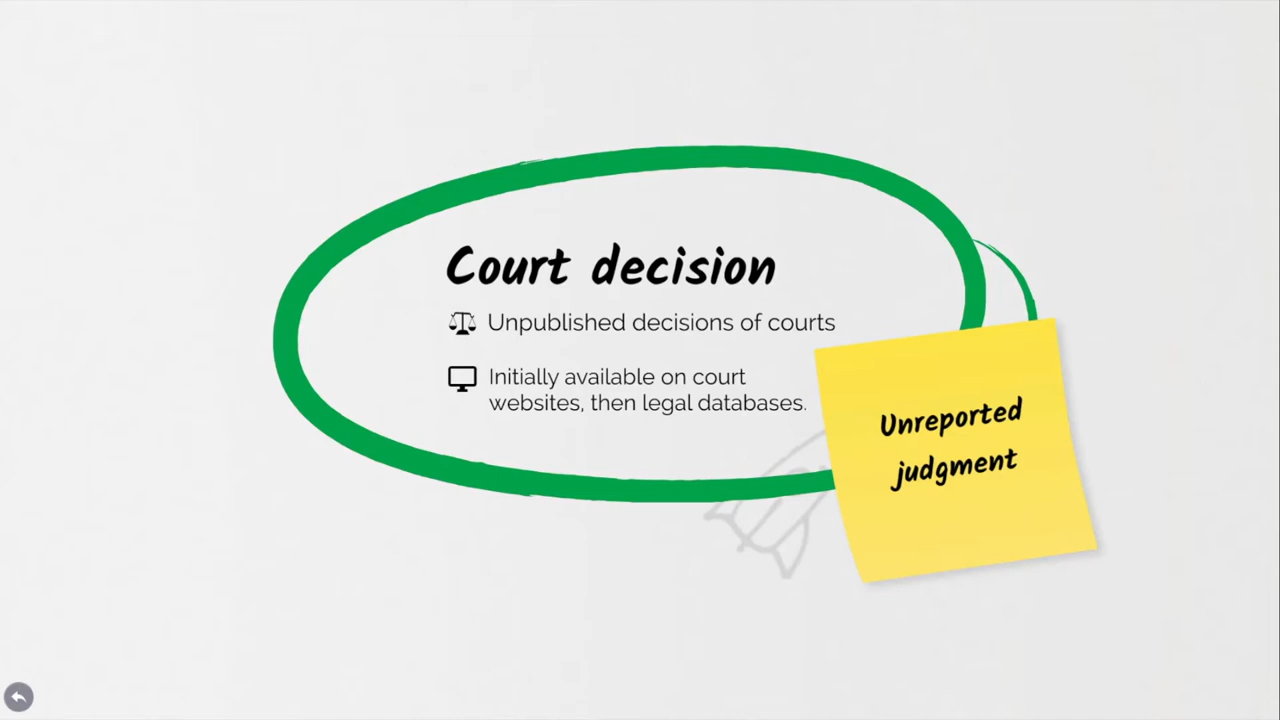 Court decision
Unpublished decisions of courts
Initially available on court
websites, then legal databases.
Unreported
judgment